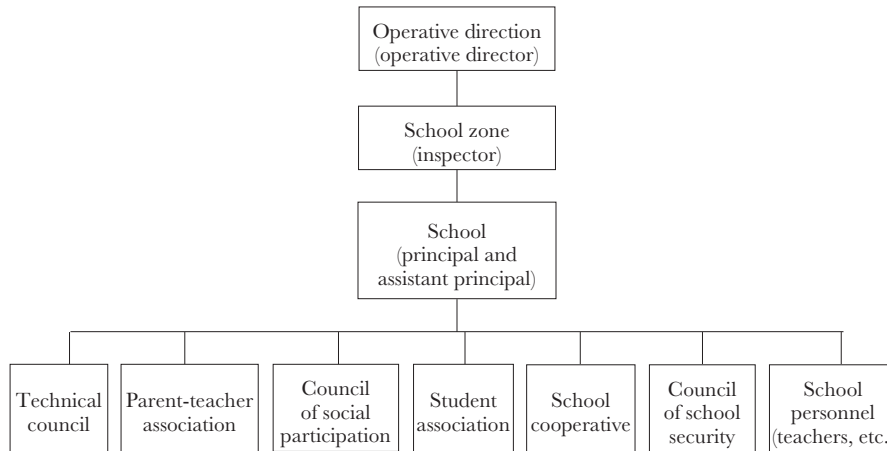 Operative direction
(operative director)
School zone
(inspector)
School
(principal and
assistant principal)
Technical
council
Parent-teacher
association
Council
of social
participation
Student
association
School
cooperative
Council
of school
security
School
personnel
(teachers, etc.